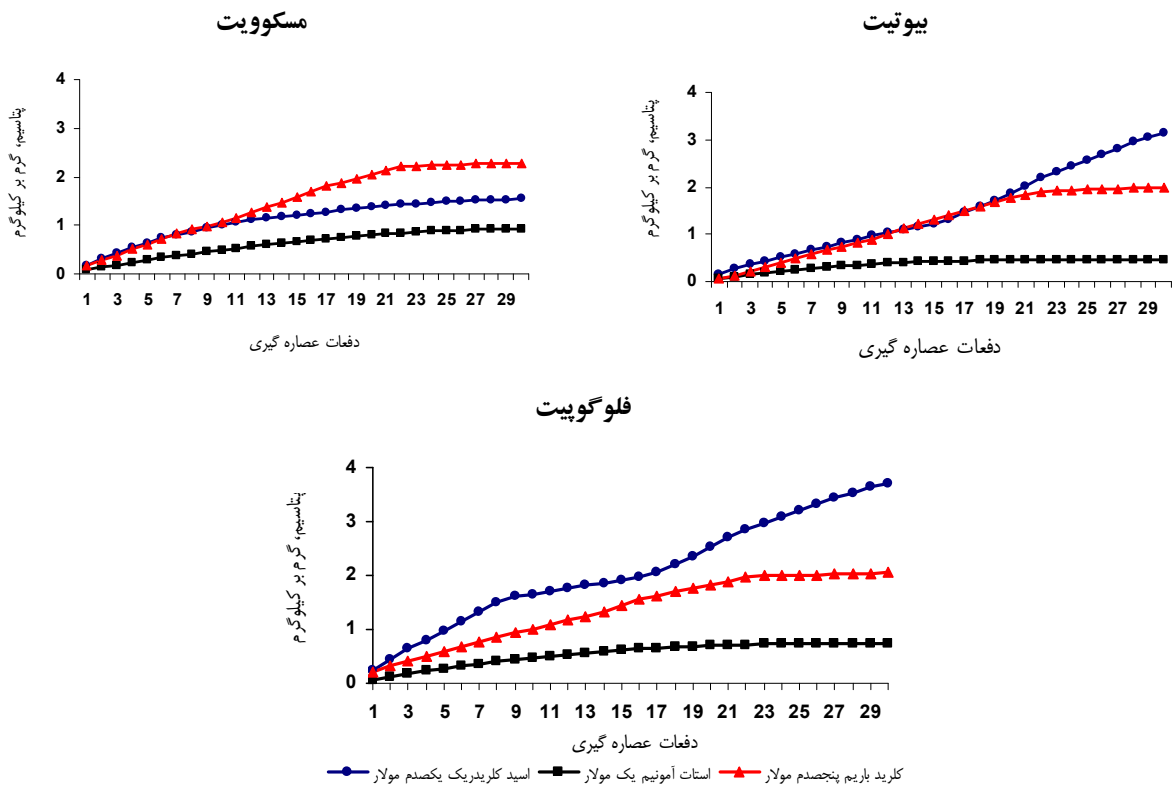 مسکوویت
پتاسیم، گرم بر کیلوگرم
4
3
2
1
0
1 3 5 7 9 11 13 15 17 19 21 23 25 27 29
دفعات عصاره گیری
بیوتیت
پتاسیم، گرم بر کیلوگرم
4
3
2
1
0
1 3 5 7 9 11 13 15 17 19 21 23 25 27 29
دفعات عصاره گیری
فلوگوپیت
پتاسیم، گرم بر کیلوگرم
4
3
2
1
0
1 3 5 7 9 11 13 15 17 19 21 23 25 27 29
دفعات عصاره گیری
کلرید باریم پنجصدم مولار استات آمونیم یک مولار اسید کلریدریک یکصدم مولار